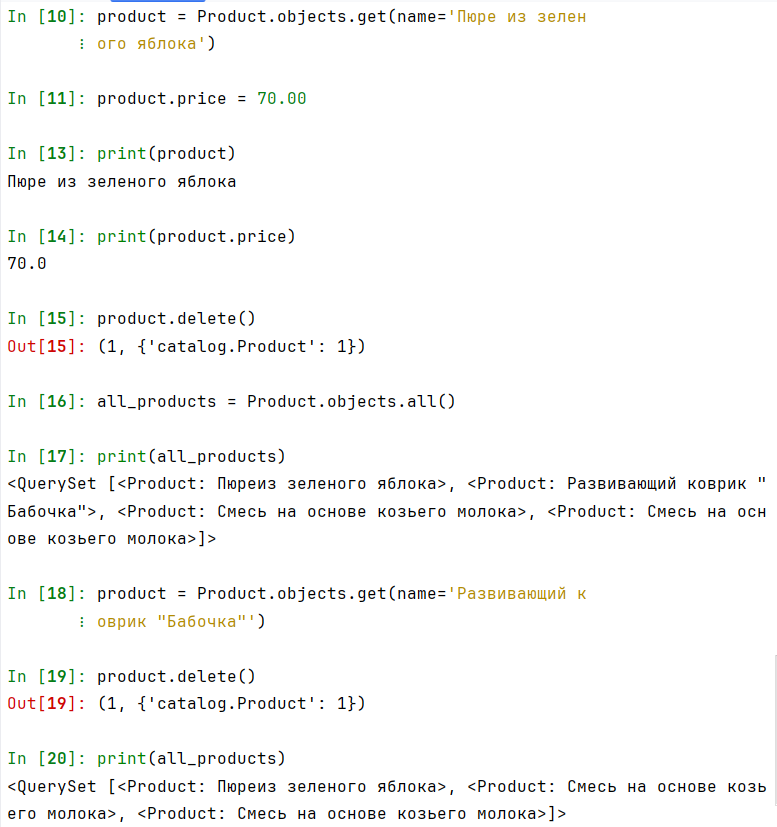 In [10]: product = Product.objects.get(name='Пюре из зелен
⋮ ого яблока')
In [11]: product.price = 70.00
In [13]: print(product)
Пюре из зеленого яблока
In [14]: print(product.price)
70.0
In [15]: product.delete()
Out[15]: (1, {'catalog.Product': 1})
In [16]: all_products = Product.objects.all()
In [17]: print(all_products)
<QuerySet [<Product: Пюреиз зеленого яблока>, <Product: Развивающий коврик "
Бабочка">, <Product: Смесь на основе козьего молока>, <Product: Смесь на осн
ове козьего молока>]>
In [18]: product = Product.objects.get(name='Развивающий к
⋮ оврик "Бабочка"')
In [19]: product.delete()
Out[19]: (1, {'catalog.Product': 1})
In [20]: print(all_products)
<QuerySet [<Product: Пюреиз зеленого яблока>, <Product: Смесь на основе козь
его молока>, <Product: Смесь на основе козьего молока>]>